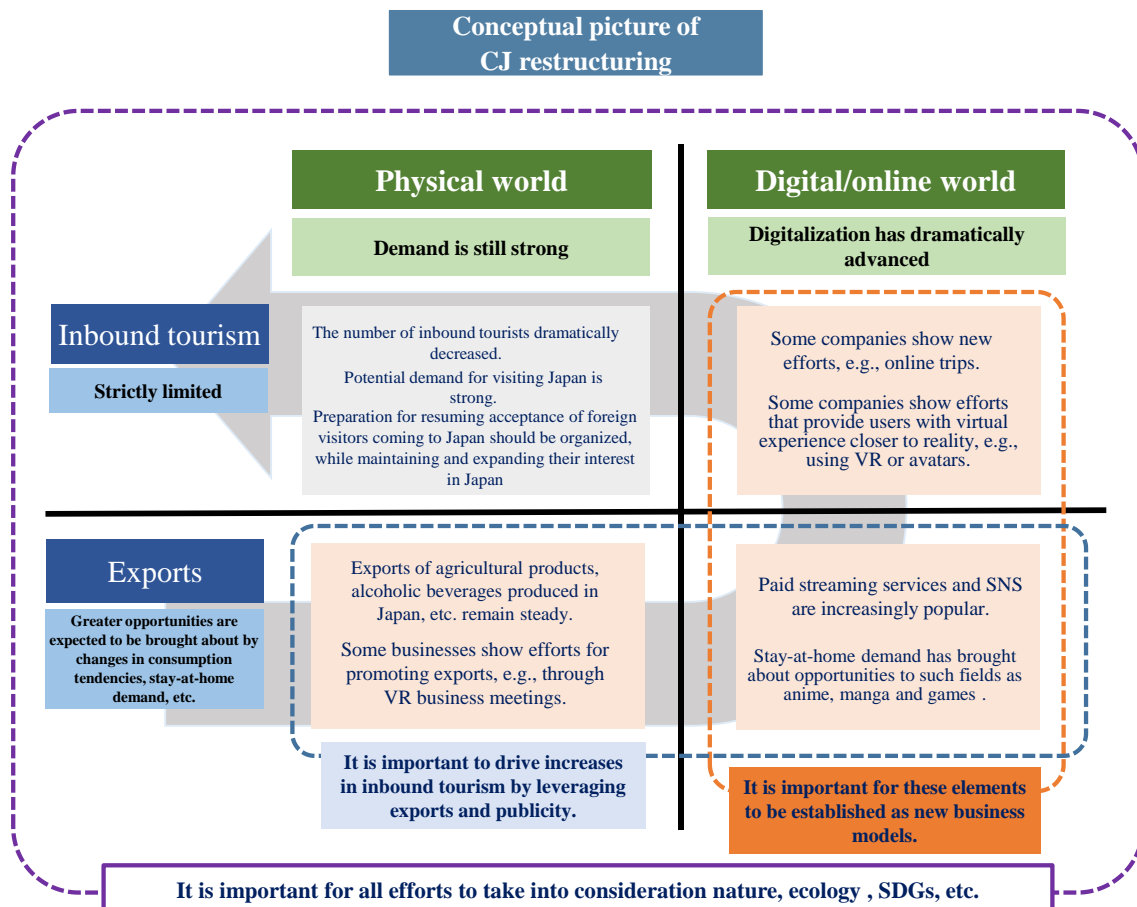 Conceptual picture of
CJ restructuring
Physical world
Digital/online world
Demand is still strong
Digitalization has dramatically
advanced
Inbound tourism
Strictly limited
The number of inbound tourists dramatically
decreased.
Potential demand for visiting Japan is
strong.
Preparation for resuming acceptance of foreign
visitors coming to Japan should be organized,
while maintaining and expanding their interest
in Japan
Some companies show new
efforts, e.g., online trips.
Some companies show efforts
that provide users with virtual
experience closer to reality, e.g.,
using VR or avatars.
Exports
Greater opportunities are
expected to be brought about by
changes in consumption
tendencies, stay-at-home
demand, etc.
Exports of agricultural products,
alcoholic beverages produced in
Japan, etc. remain steady.
Some businesses show efforts for
promoting exports, e.g., through
VR business meetings.
Paid streaming services and SNS
are increasingly popular.
Stay-at-home demand has brought
about opportunities to such fields as
anime, manga and games .
It is important to drive increases
in inbound tourism by leveraging
exports and publicity.
It is important for these elements
to be established as new business
models.
It is important for all efforts to take into consideration nature, ecology , SDGs, etc.